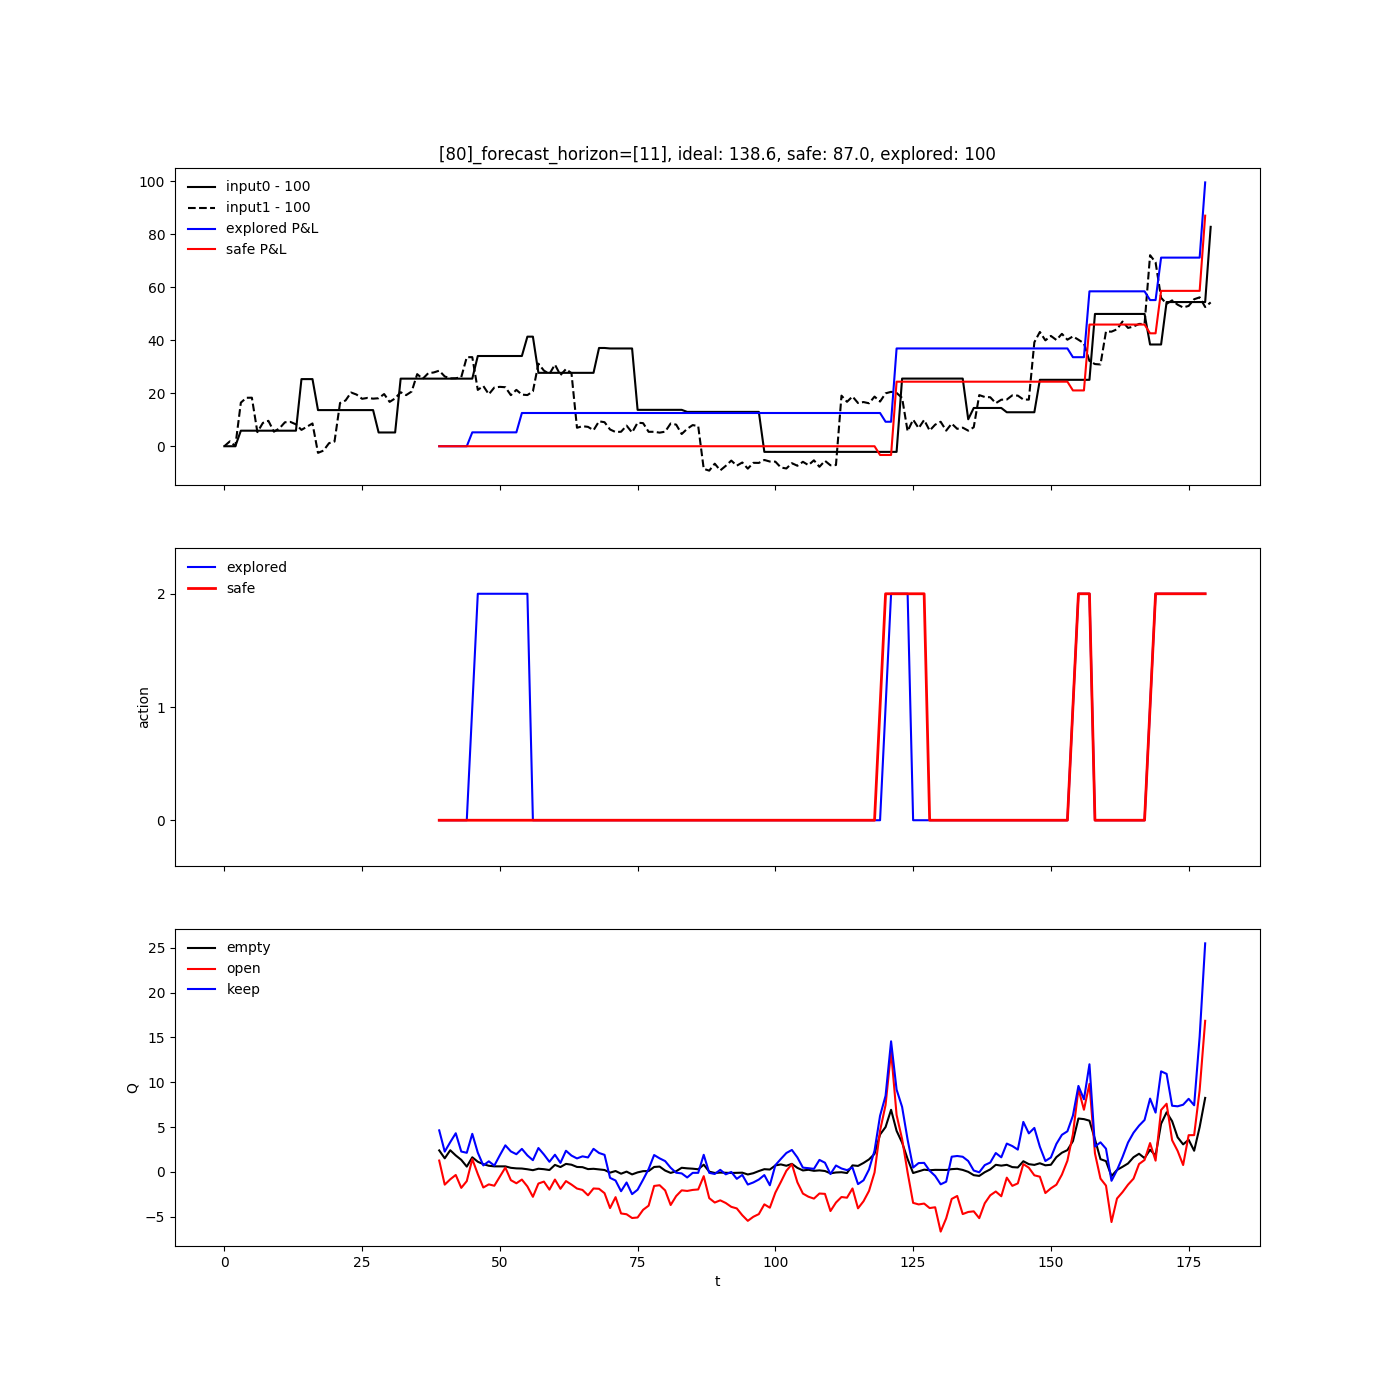 [80]_forecast_horizon=[11], ideal: 138.6, safe: 87.0, explored: 100
100
80
60
40
20
0
input0 - 100
input1 - 100
explored P&L
safe P&L
2
1
0
action
explored
safe
25
20
15
10
5
0
−5
Q
empty
open
keep
0
25
50
75
100
125
150
175
t